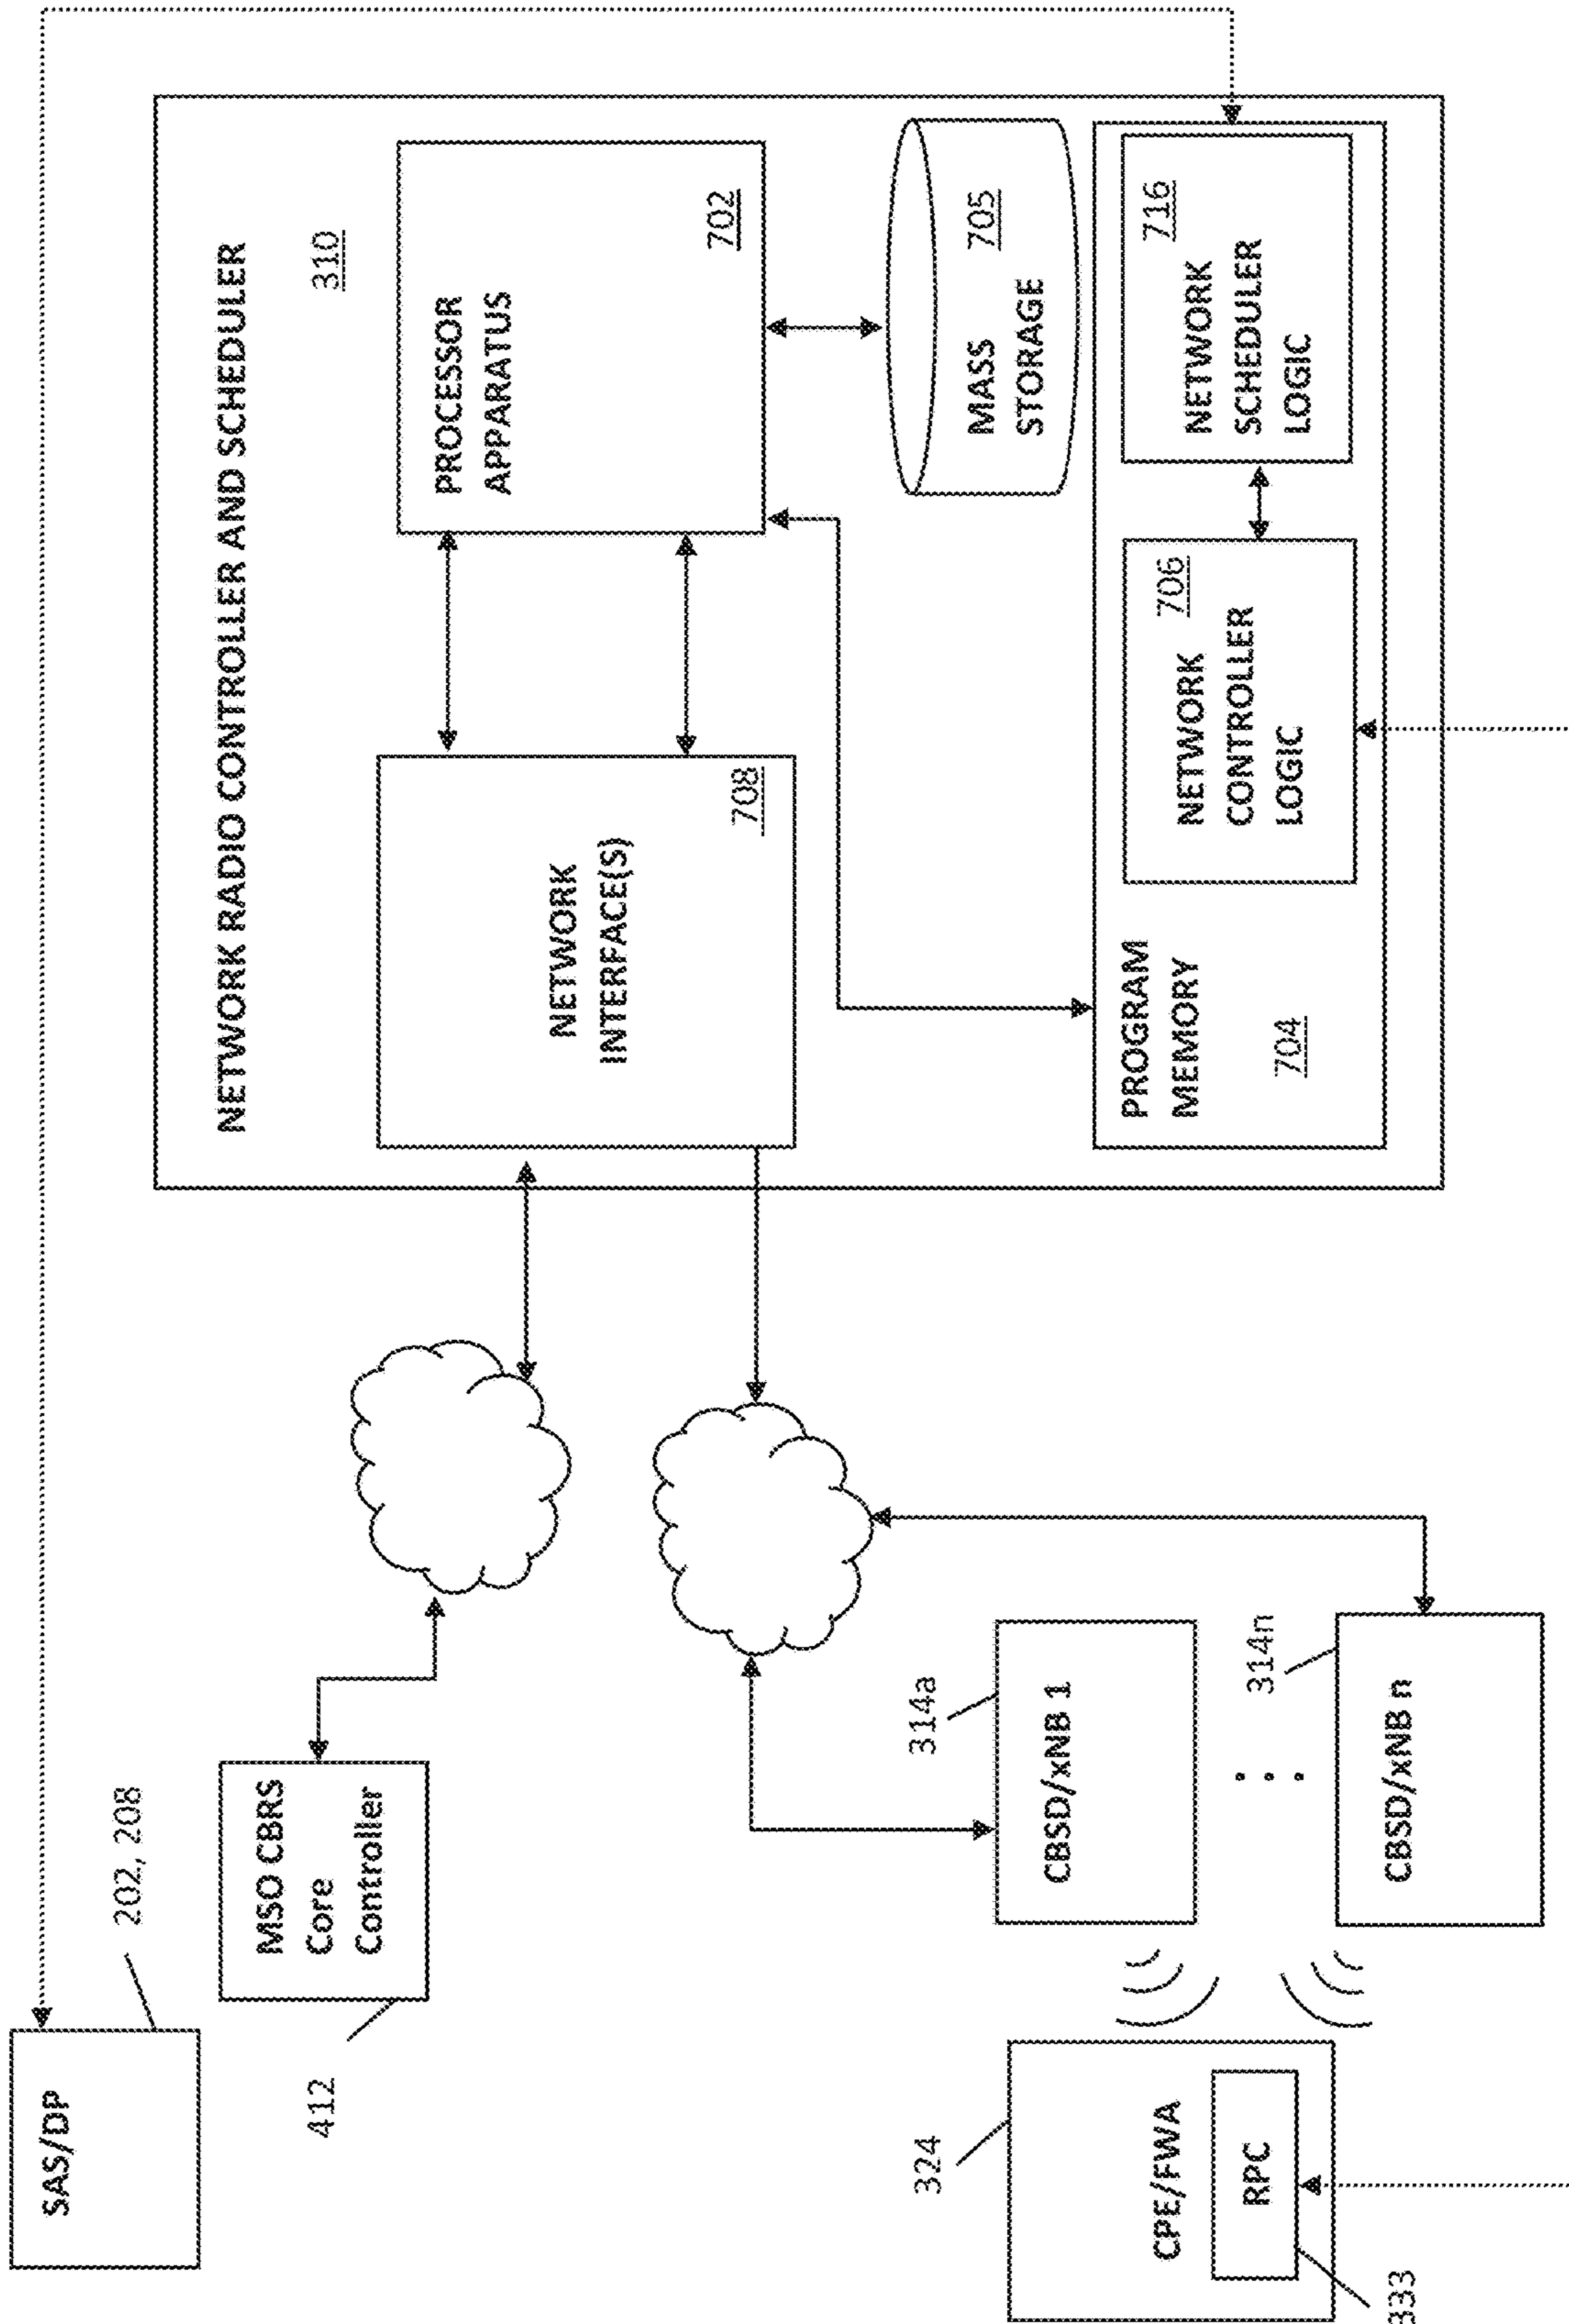 SAS/DP
202, 208
MSO CBRS
Core
Controller
412
NETWORK RADIO CONTROLLER AND SCHEDULER
310
NETWORK
INTERFACE(S)
708
PROCESSOR
APPARATUS
702
MASS
STORAGE
705
PROGRAM
MEMORY
704
NETWORK
CONTROLLER
LOGIC
706
NETWORK
SCHEDULER
LOGIC
716
CPE/FWA
RPC
324
333
CBSD/xNB 1
314a
CBSD/xNB n
314n